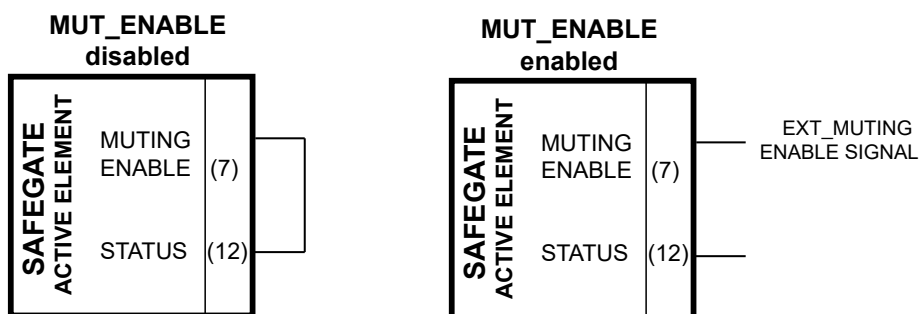 MUT_ENABLE
disabled
SAFEGATE
ACTIVE ELEMENT
MUTING
ENABLE (7)
STATUS (12)
MUT_ENABLE
enabled
SAFEGATE
ACTIVE ELEMENT
MUTING
ENABLE (7)
STATUS (12)
EXT_MUTING
ENABLE SIGNAL